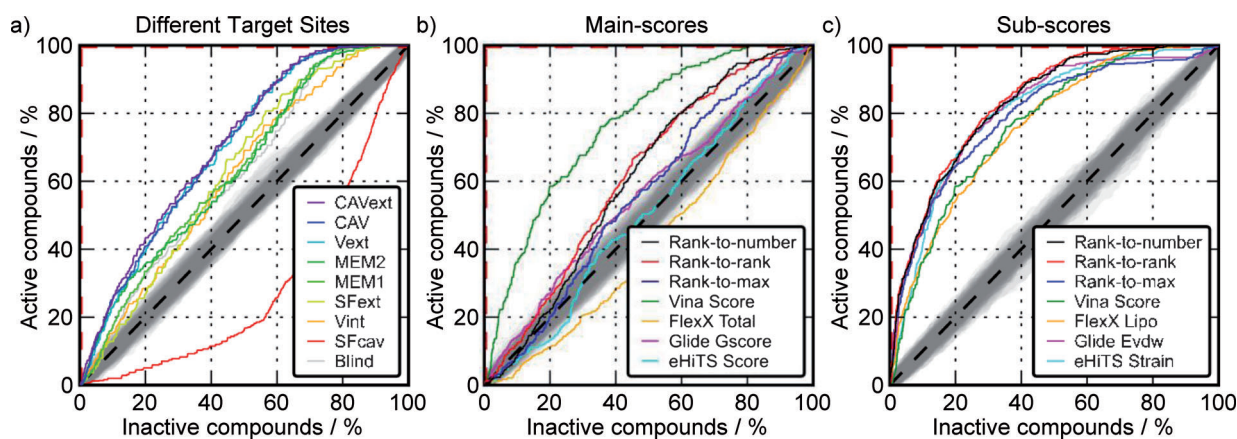 a) Different Target Sites
Active compounds / %
100
80
60
40
20
0
CAVext
CAV
Vext
MEM2
MEM1
SFext
Vint
SFcav
Blind
0 20 40 60 80 100
Inactive compounds / %
b) Main-scores
Active compounds / %
100
80
60
40
20
0
Rank-to-number
Rank-to-rank
Rank-to-max
Vina Score
FlexX Total
Glide Gscore
eHiTS Score
0 20 40 60 80 100
Inactive compounds / %
c) Sub-scores
Active compounds / %
100
80
60
40
20
0
Rank-to-number
Rank-to-rank
Rank-to-max
Vina Score
FlexX Lipo
Glide Evdw
eHiTS Strain
0 20 40 60 80 100
Inactive compounds / %